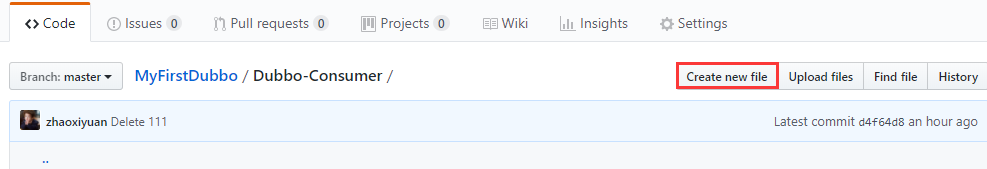 Code Issues 0 Pull requests 0 Projects 0 Wiki Insights Settings
Branch: master MyFirstDubbo / Dubbo-Consumer / Create new file Upload files Find file History
zhaoxiyuan Delete 111 Latest commit d4f64d8 an hour ago
..